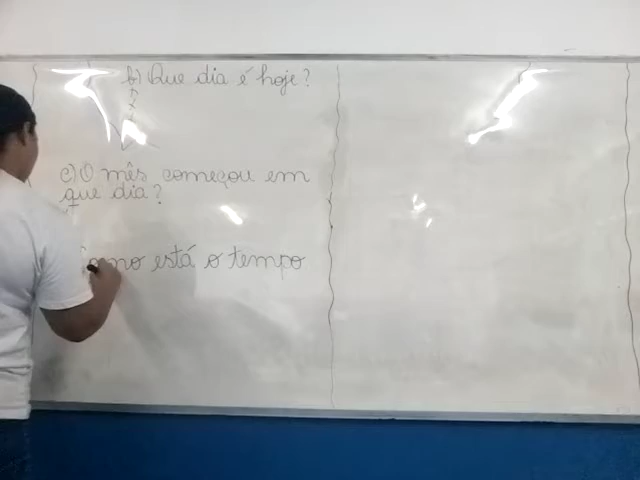 b) Que dia é hoje?
c) O mês começou em
que dia?
Como está o tempo